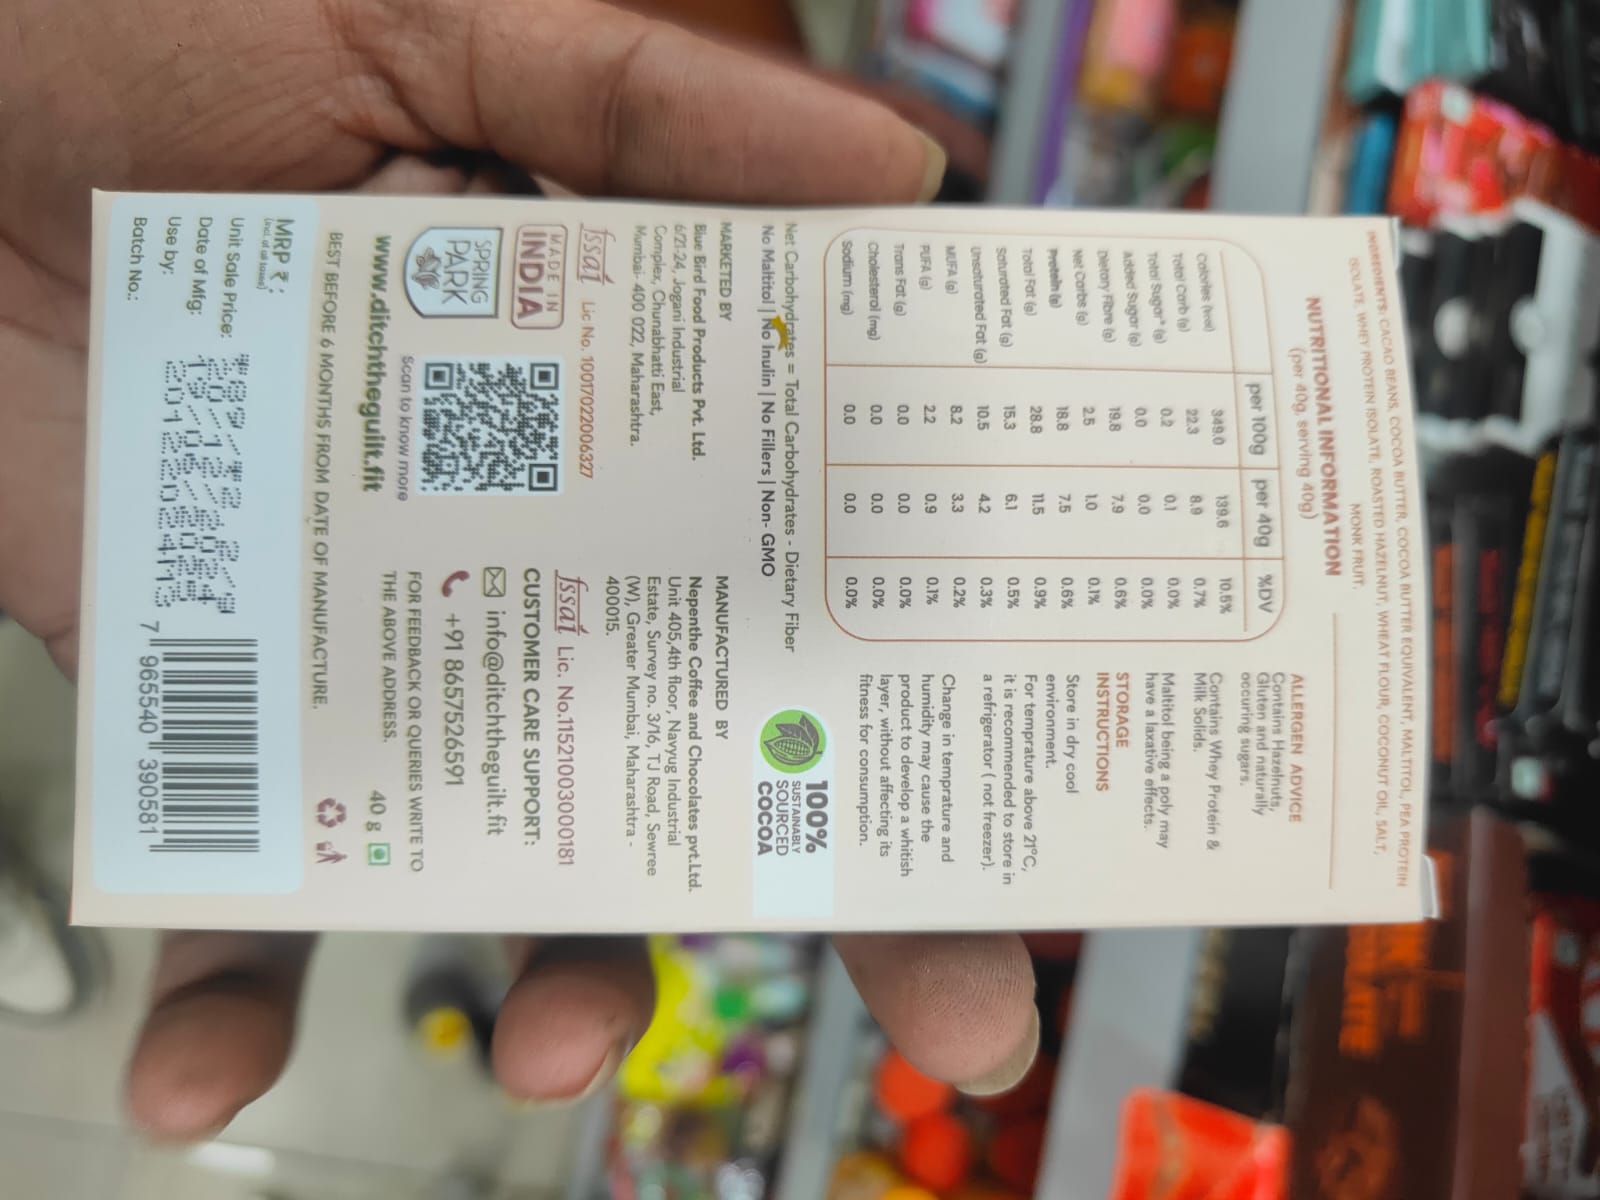 INGREDIENTS: CACAO BEANS, COCOA BUTTER, COCOA BUTTER EQUIVALENT, MALTITOL, PEA PROTEIN
ISOLATE, WHEY PROTEIN ISOLATE, ROASTED HAZELNUT, WHEAT FLOUR, COCONUT OIL, SALT,
MONK FRUIT.
NUTRITIONAL INFORMATION
(per 40g, serving 40g)
per 100g per 40g %DV
Calories (kcal) 349.0 139.6 10.5%
Total Carb (g) 22.3 8.9 0.7%
Total Sugar* (g) 0.2 0.1 0.0%
Added Sugar (g) 0.0 0.0 0.0%
Dietary Fibre (g) 19.8 7.9 0.6%
Net Carbs (g) 2.5 1.0 0.1%
Protein (g) 18.8 7.5 0.6%
Total Fat (g) 28.8 11.5 0.9%
Saturated Fat (g) 15.3 6.1 0.5%
Unsaturated Fat (g) 10.5 4.2 0.3%
MUFA (g) 8.2 3.3 0.2%
PUFA (g) 2.2 0.9 0.1%
Trans Fat (g) 0.0 0.0 0.0%
Cholesterol (mg) 0.0 0.0 0.0%
Sodium (mg) 0.0 0.0 0.0%
ALLERGEN ADVICE
Contains Hazelnuts,
Gluten and naturally
occuring sugars.
Contains Whey Protein &
Milk Solids.
Maltitol being a poly may
have a laxative effects.
STORAGE
INSTRUCTIONS
Store in dry cool
environment.
For temprature above 21°C,
it is recommended to store in
a refrigerator ( not freezer).
Change in temprature and
humidity may cause the
product to develop a whitish
layer, without affecting its
fitness for consumption.
Net Carbohydrates = Total Carbohydrates - Dietary Fiber
No Maltitol | No Inulin | No Fillers | Non- GMO
100%
SUSTAINABLY
SOURCED
COCOA
MARKETED BY
Blue Bird Food Products Pvt. Ltd.
6/21-24, Jogani Industrial
Complex, Chunabhatti East,
Mumbai- 400 022, Maharashtra.
fssai Lic No. 10017022006327
MANUFACTURED BY
Nepenthe Coffee and Chocolates pvt.Ltd.
Unit 405,4th floor, Navyug Industrial
Estate, Survey no. 3/16, TJ Road, Sewree
(W), Greater Mumbai, Maharashtra -
400015.
fssai Lic. No.11521003000181
MADE IN
INDIA
SPRING
PARK
Scan to know more
www.ditchtheguilt.fit
CUSTOMER CARE SUPPORT:
info@ditchtheguilt.fit
+91 8657526591
FOR FEEDBACK OR QUERIES WRITE TO
THE ABOVE ADDRESS.
BEST BEFORE 6 MONTHS FROM DATE OF MANUFACTURE.
40 g
MRP ₹ :
(incl. of all taxes)
Unit Sale Price:
Date of Mfg:
Use by:
Batch No.:
7 965540 390581